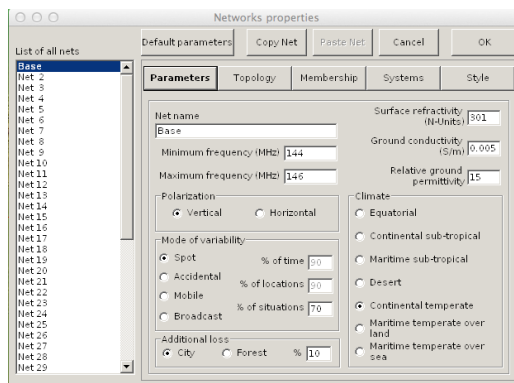 Networks properties
List of all nets
Default parameters
Copy Net
Paste Net
Cancel
OK
Base
Net 2
Net 3
Net 4
Net 5
Net 6
Net 7
Net 8
Net 9
Net 10
Net 11
Net 12
Net 13
Net 14
Net 15
Net 16
Net 17
Net 18
Net 19
Net 20
Net 21
Net 22
Net 23
Net 24
Net 25
Net 26
Net 27
Net 28
Net 29
Parameters
Topology
Membership
Systems
Style
Net name
Base
Minimum frequency (MHz) 144
Maximum frequency (MHz) 146
Surface refractivity
(N-Units) 301
Ground conductivity
(S/m) 0.005
Relative ground
permittivity 15
Polarization
Vertical
Horizontal
Mode of variability
Spot
Accidental
Mobile
Broadcast
% of time 90
% of locations 90
% of situations 70
Additional loss
City
Forest
% 10
Climate
Equatorial
Continental sub-tropical
Maritime sub-tropical
Desert
Continental temperate
Maritime temperate over
land
Maritime temperate over
sea